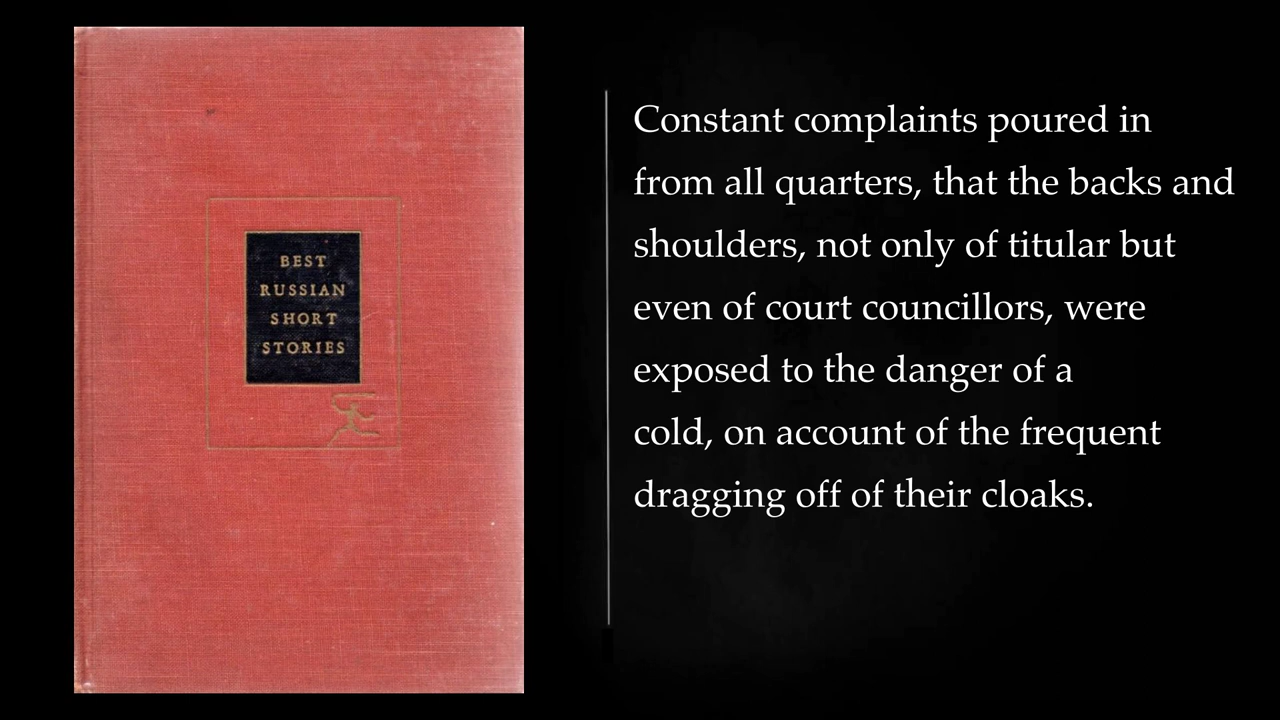 BEST
RUSSIAN
SHORT
STORIES
Constant complaints poured in
from all quarters, that the backs and
shoulders, not only of titular but
even of court councillors, were
exposed to the danger of a
cold, on account of the frequent
dragging off of their cloaks.